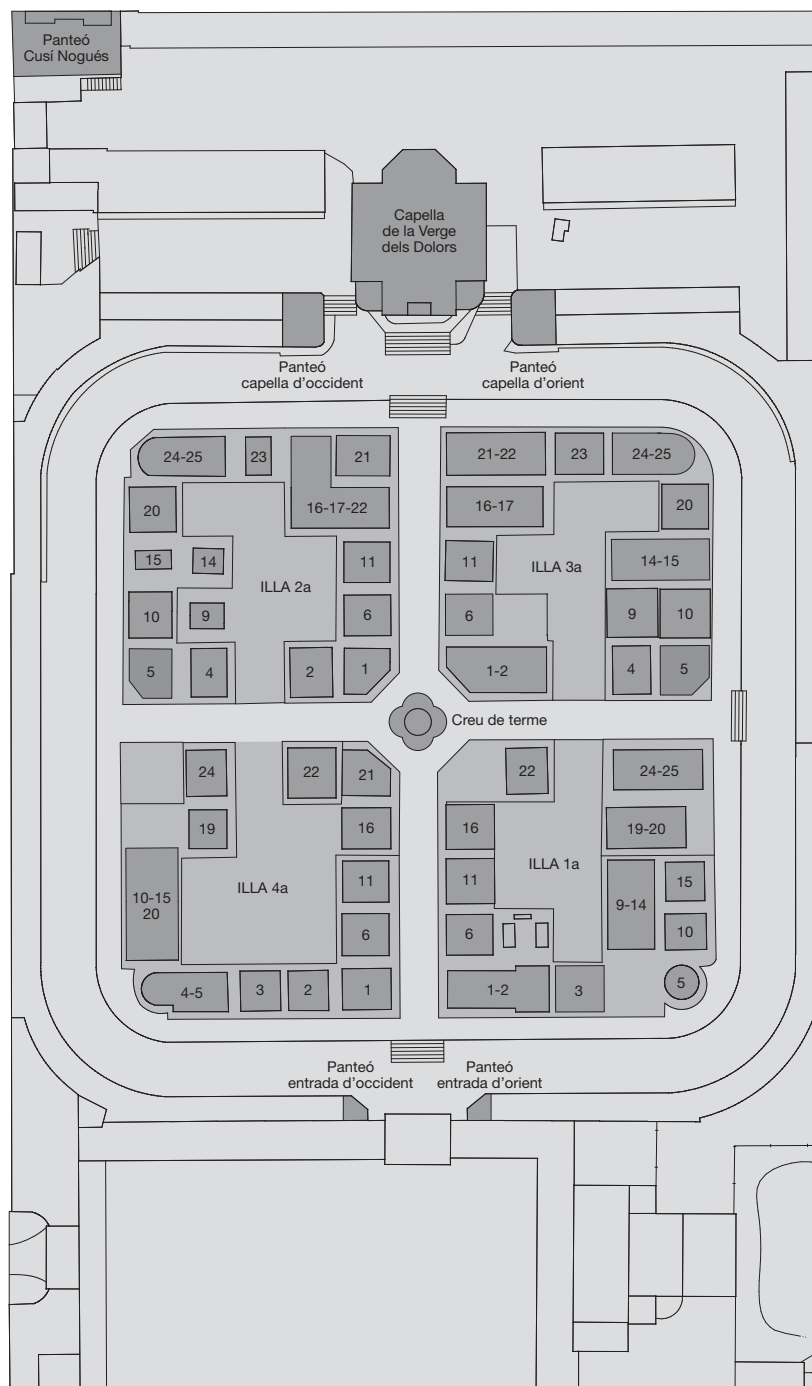 Panteó
Cusí Nogués
Capella
de la Verge
dels Dolors
Panteó
capella d’occident
Panteó
capella d’orient
24-25
23
21
20
16-17-22
15
14
11
ILLA 2a
10
9
6
5
4
2
1
21-22
23
24-25
16-17
20
11
14-15
ILLA 3a
6
9
10
1-2
4
5
Creu de terme
24
22
21
19
16
10-15
20
ILLA 4a
11
6
4-5
3
2
1
22
24-25
16
19-20
11
ILLA 1a
9-14
15
6
10
1-2
3
5
Panteó
entrada d’occident
Panteó
entrada d’orient